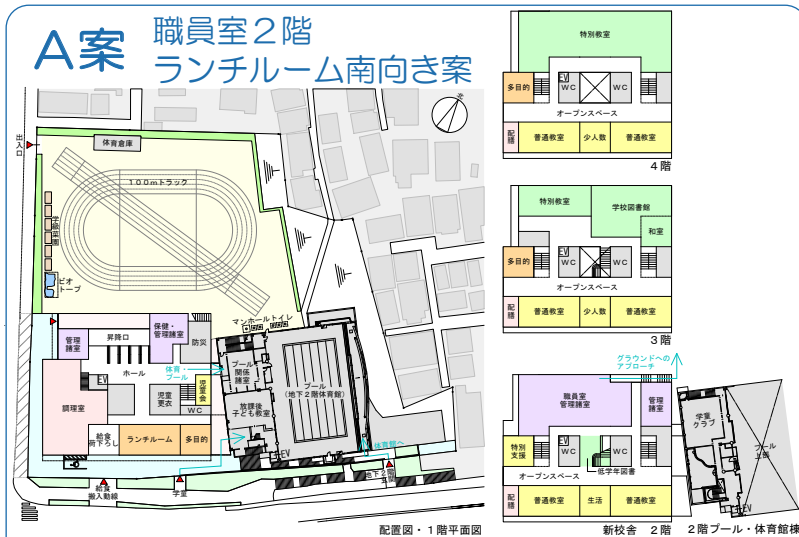 A案
職員室2階
ランチルーム南向き案
北
出入口
体育倉庫
100mトラック
学級菜園
ビオトープ
マンホールトイレ
管理諸室
昇降口
保健・管理諸室
防災
ホール
体育・プール
プール関係諸室
プール
(地下2階体育館)
EV
調理室
児童更衣
児童会
WC
放課後子ども教室
給食荷下ろし
ランチルーム
多目的
EV
体育館へ
給食搬入動線
学童
地下2階玄関
配置図・1階平面図
特別教室
多目的
EV
WC
WC
オープンスペース
配膳
普通教室
少人数
普通教室
4階
特別教室
学校図書館
和室
多目的
EV
WC
WC
オープンスペース
配膳
普通教室
少人数
普通教室
3階
グラウンドへの
アプローチ
職員室
管理諸室
管理諸室
特別支援
EV
WC
WC
オープンスペース
低学年図書
配膳
普通教室
生活
普通教室
新校舎 2階
学童クラブ
プール上部
EV
2階プール・体育館棟